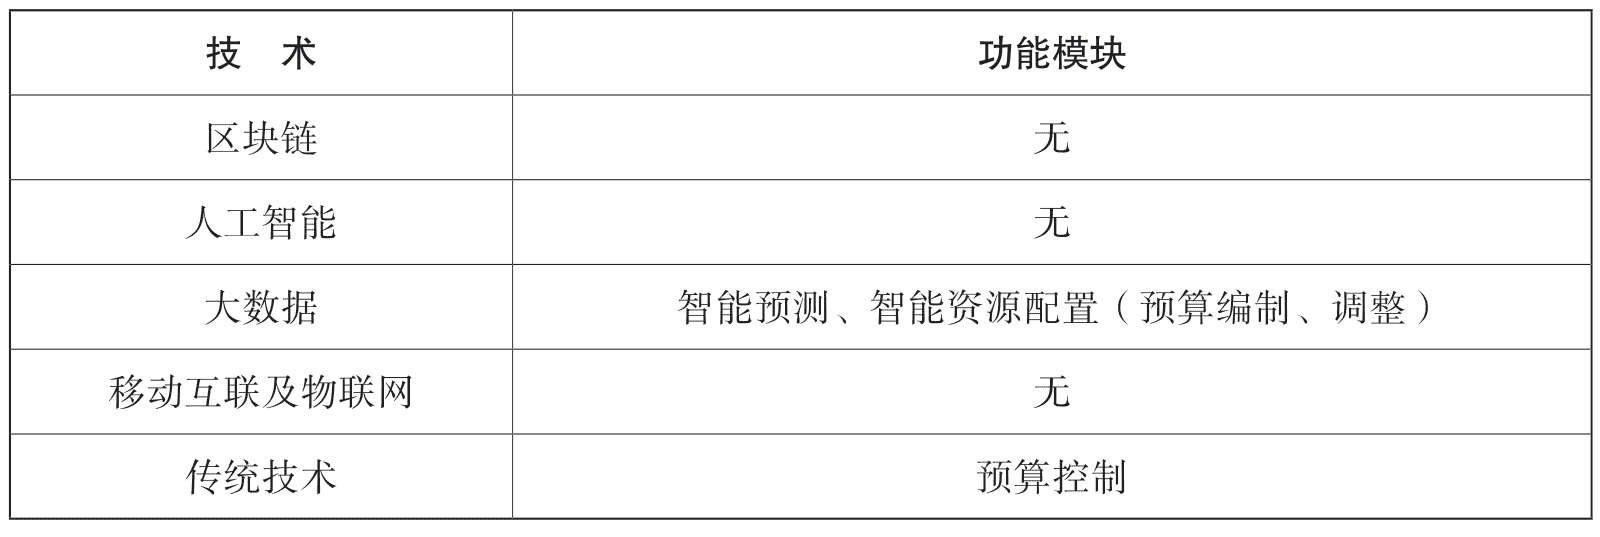 技　术　功能模块
区块链　无
人工智能　无
大数据　智能预测、智能资源配置（预算编制、调整）
移动互联及物联网　无
传统技术　预算控制